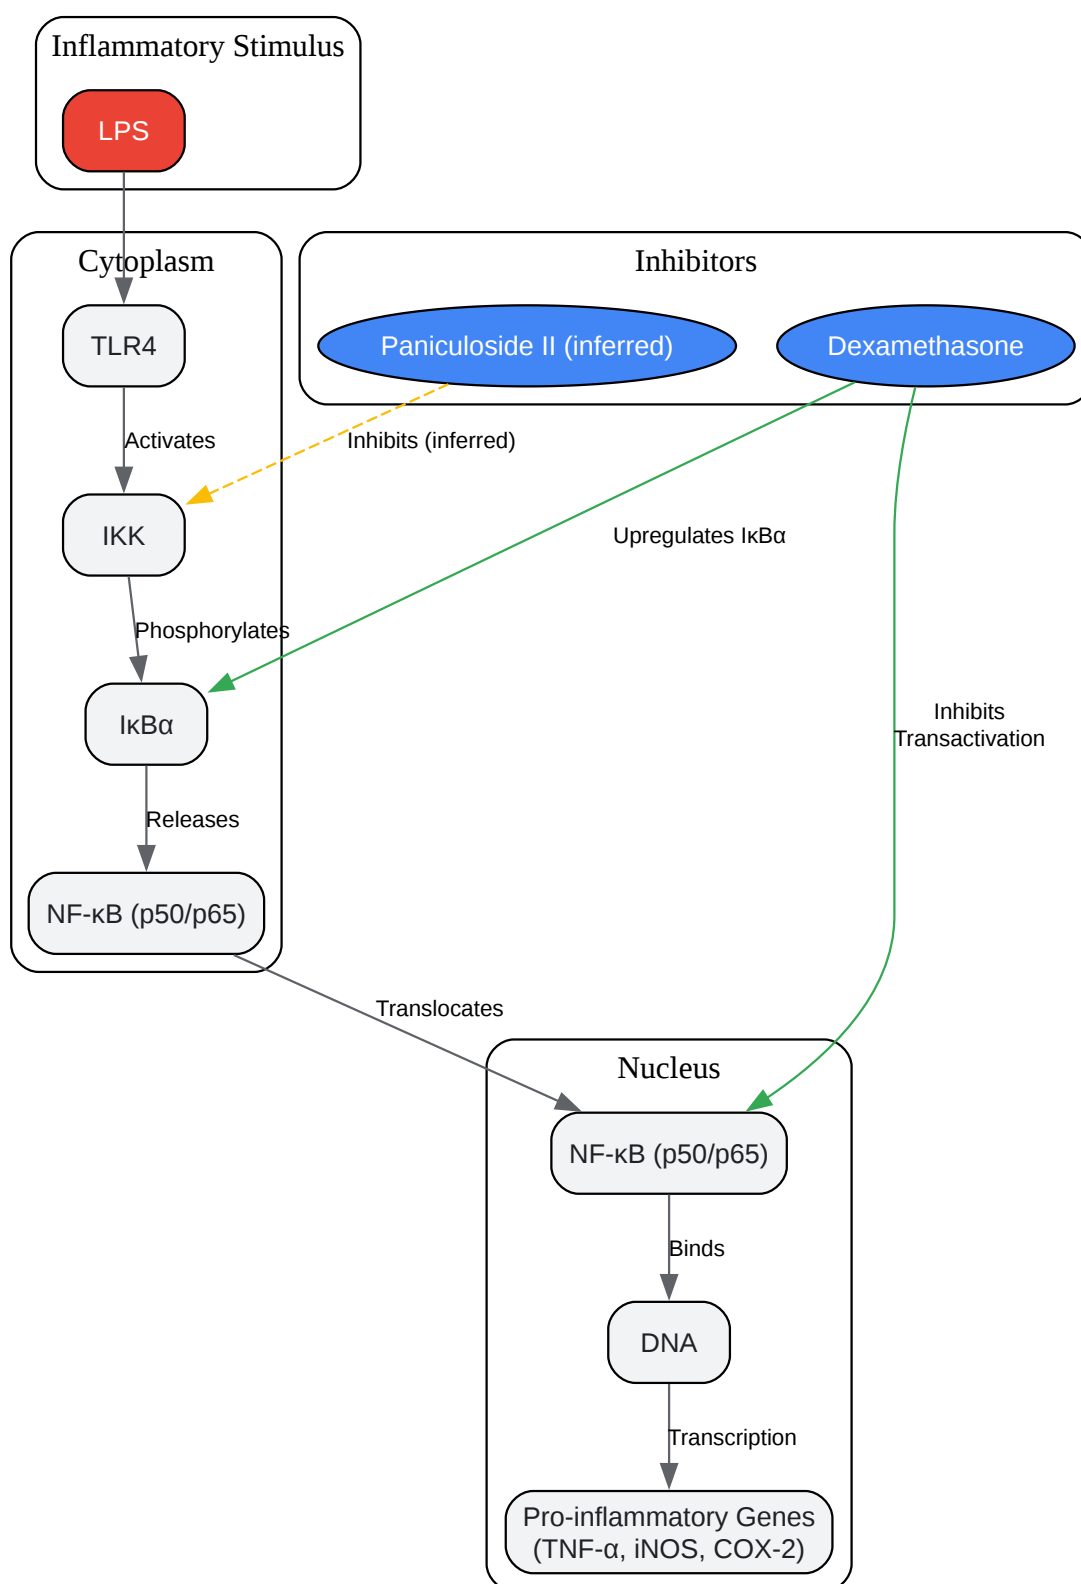 Inflammatory Stimulus
LPS
Cytoplasm
Inhibitors
TLR4
Paniculoside II (inferred)
Dexamethasone
Activates
Inhibits (inferred)
IKK
Upregulates IκBα
Phosphorylates
IκBα
Inhibits
Transactivation
Releases
NF-κB (p50/p65)
Translocates
Nucleus
NF-κB (p50/p65)
Binds
DNA
Transcription
Pro-inflammatory Genes
(TNF-α, iNOS, COX-2)